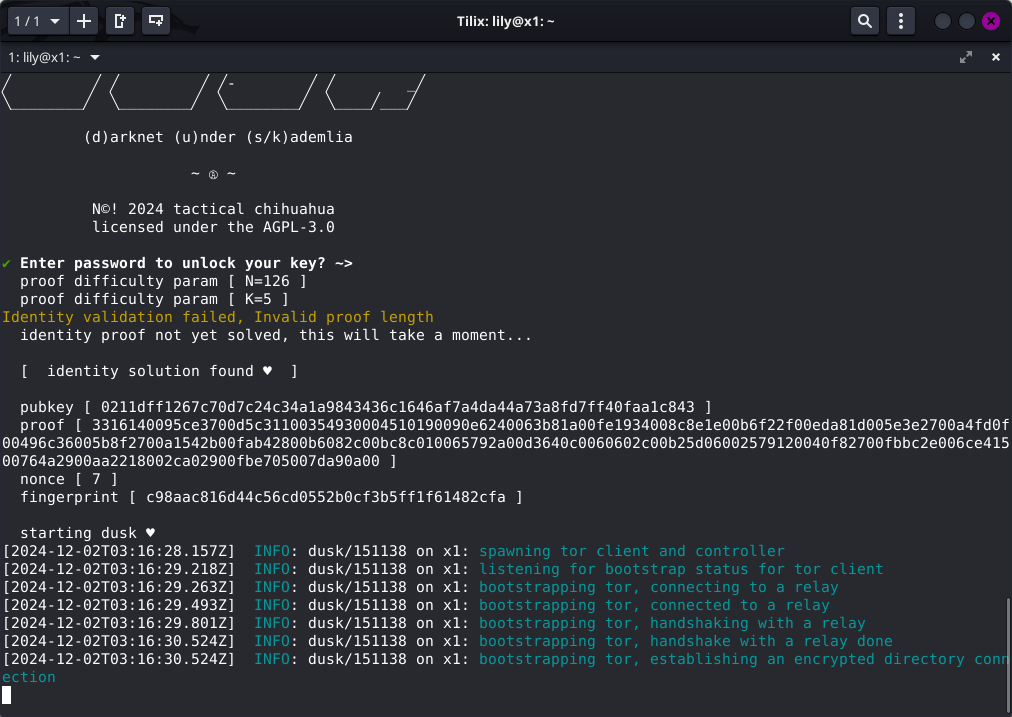 1 / 1
Tilix: lily@x1: ~
1: lily@x1: ~
(d)arknet (u)nder (s/k)ademlia
~ Ⓐ ~
N©! 2024 tactical chihuahua
licensed under the AGPL-3.0
✔ Enter password to unlock your key? ~>
proof difficulty param [ N=126 ]
proof difficulty param [ K=5 ]
Identity validation failed, Invalid proof length
identity proof not yet solved, this will take a moment...
[  identity solution found ♥  ]
pubkey [ 0211dff1267c70d7c24c34a1a9843436c1646af7a4da44a73a8fd7ff40faa1c843 ]
proof [ 3316140095ce3700d5c31100354930004510190090e6240063b81a00fe1934008c8e1e00b6f22f00eda81d005e3e2700a4fd0f
00496c36005b8f2700a1542b00fab42800b6082c00bc8c010065792a00d3640c0060602c00b25d06002579120040f82700fbbc2e006ce415
00764a2900aa2218002ca02900fbe705007da90a00 ]
nonce [ 7 ]
fingerprint [ c98aac816d44c56cd0552b0cf3b5ff1f61482cfa ]
starting dusk ♥
[2024-12-02T03:16:28.157Z]  INFO: dusk/151138 on x1: spawning tor client and controller
[2024-12-02T03:16:29.218Z]  INFO: dusk/151138 on x1: listening for bootstrap status for tor client
[2024-12-02T03:16:29.263Z]  INFO: dusk/151138 on x1: bootstrapping tor, connecting to a relay
[2024-12-02T03:16:29.493Z]  INFO: dusk/151138 on x1: bootstrapping tor, connected to a relay
[2024-12-02T03:16:29.801Z]  INFO: dusk/151138 on x1: bootstrapping tor, handshaking with a relay
[2024-12-02T03:16:30.524Z]  INFO: dusk/151138 on x1: bootstrapping tor, handshake with a relay done
[2024-12-02T03:16:30.524Z]  INFO: dusk/151138 on x1: bootstrapping tor, establishing an encrypted directory conn
ection